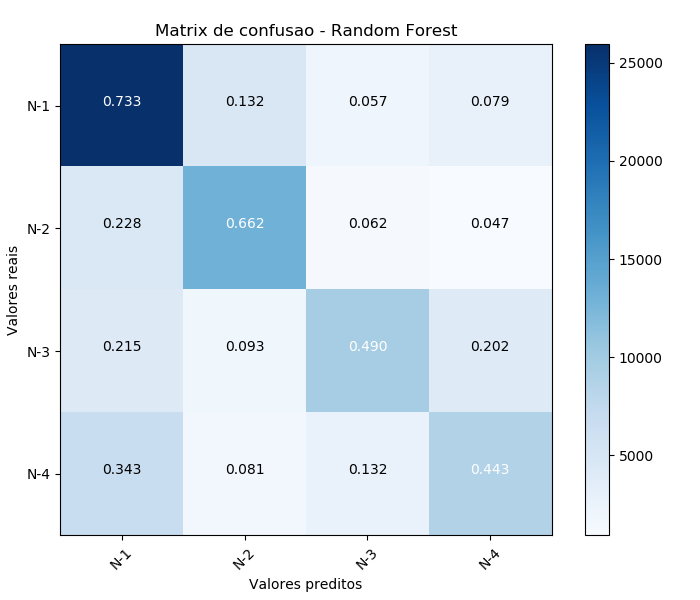 Matrix de confusao - Random Forest
25000
N-1 0.733 0.132 0.057 0.079
20000
N-2 0.228 0.662 0.062 0.047
15000
Valores reais
N-3 0.215 0.093 0.490 0.202
10000
N-4 0.343 0.081 0.132 0.443
5000
N-1 N-2 N-3 N-4
Valores preditos